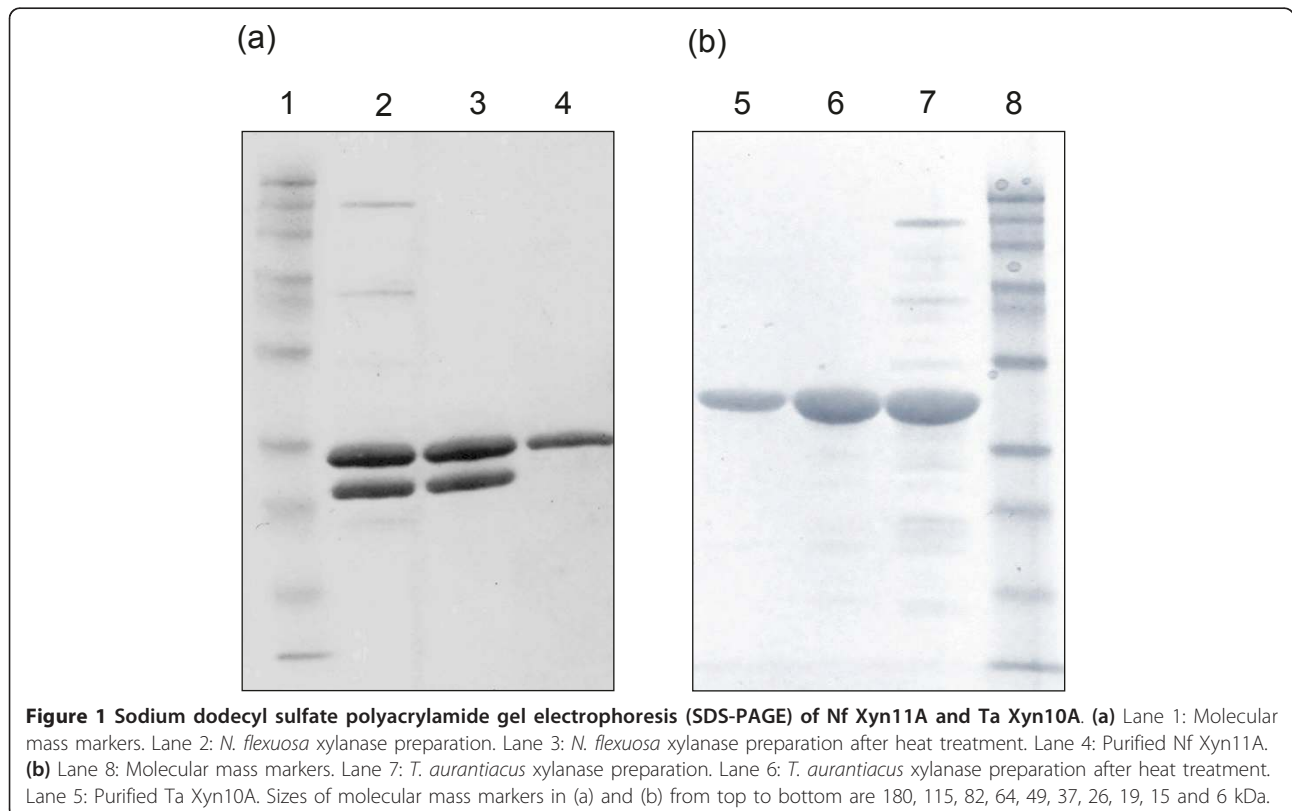 (a)
(b)
1 2 3 4
5 6 7 8
Figure 1 Sodium dodecyl sulfate polyacrylamide gel electrophoresis (SDS-PAGE) of Nf Xyn11A and Ta Xyn10A. (a) Lane 1: Molecular
mass markers. Lane 2: N. flexuosa xylanase preparation. Lane 3: N. flexuosa xylanase preparation after heat treatment. Lane 4: Purified Nf Xyn11A.
(b) Lane 8: Molecular mass markers. Lane 7: T. aurantiacus xylanase preparation. Lane 6: T. aurantiacus xylanase preparation after heat treatment.
Lane 5: Purified Ta Xyn10A. Sizes of molecular mass markers in (a) and (b) from top to bottom are 180, 115, 82, 64, 49, 37, 26, 19, 15 and 6 kDa.